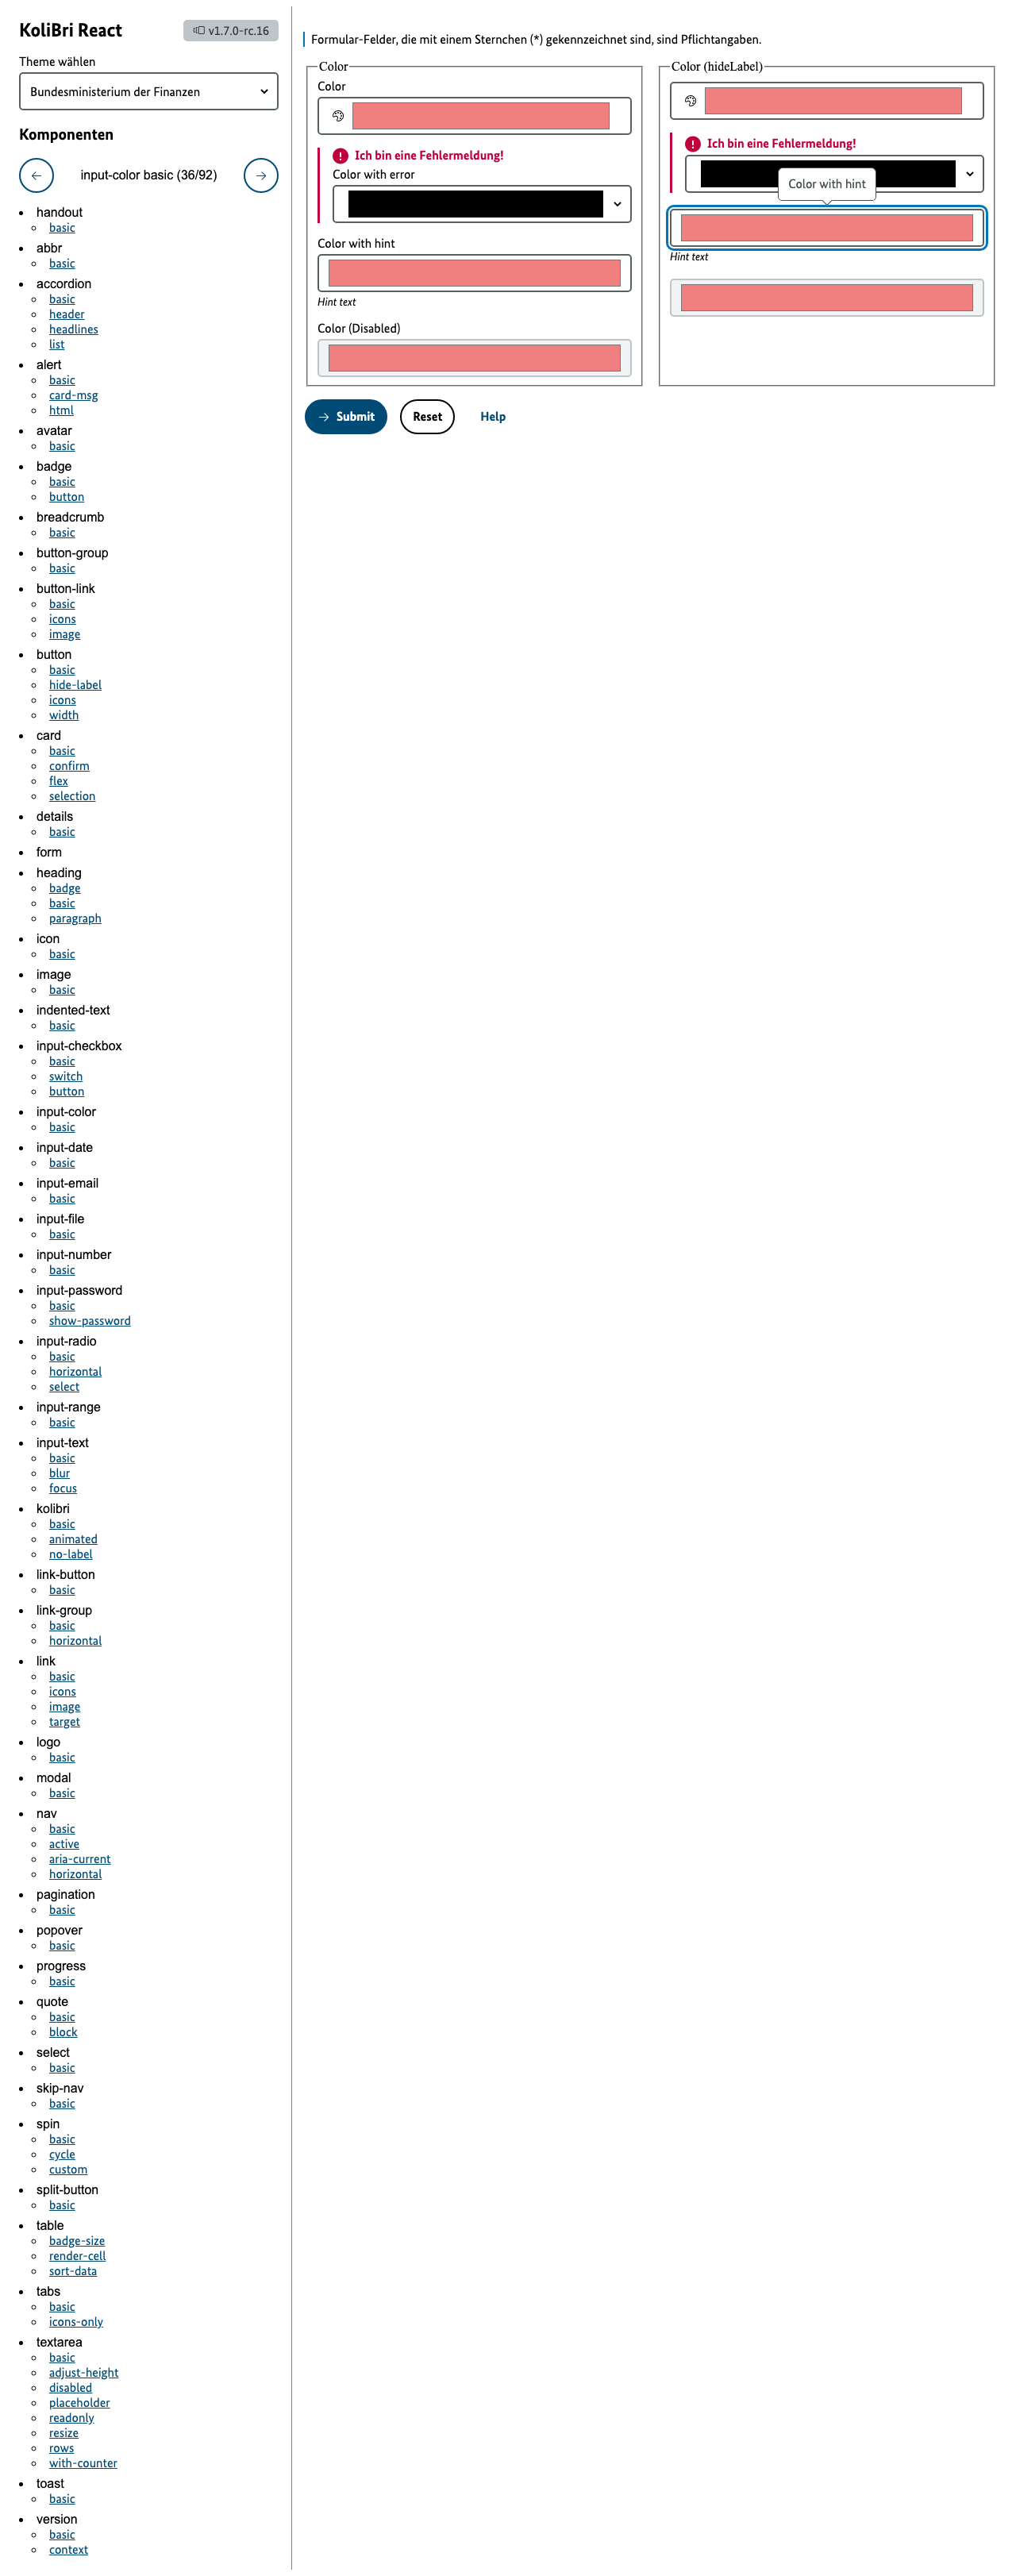 KoliBri React
v1.7.0-rc.16
Theme wählen
Bundesministerium der Finanzen
Komponenten
input-color basic (36/92)
handout
basic
abbr
basic
accordion
basic
header
headlines
list
alert
basic
card-msg
html
avatar
basic
badge
basic
button
breadcrumb
basic
button-group
basic
button-link
basic
icons
image
button
basic
hide-label
icons
width
card
basic
confirm
flex
selection
details
basic
form
heading
badge
basic
paragraph
icon
basic
image
basic
indented-text
basic
input-checkbox
basic
switch
button
input-color
basic
input-date
basic
input-email
basic
input-file
basic
input-number
basic
input-password
basic
show-password
input-radio
basic
horizontal
select
input-range
basic
input-text
basic
blur
focus
kolibri
basic
animated
no-label
link-button
basic
link-group
basic
horizontal
link
basic
icons
image
target
logo
basic
modal
basic
nav
basic
active
aria-current
horizontal
pagination
basic
popover
basic
progress
basic
quote
basic
block
select
basic
skip-nav
basic
spin
basic
cycle
custom
split-button
basic
table
badge-size
render-cell
sort-data
tabs
basic
icons-only
textarea
basic
adjust-height
disabled
placeholder
readonly
resize
rows
with-counter
toast
basic
version
basic
context
Formular-Felder, die mit einem Sternchen (*) gekennzeichnet sind, sind Pflichtangaben.
Color
Color
Ich bin eine Fehlermeldung!
Color with error
Color with hint
Hint text
Color (Disabled)
Color (hideLabel)
Ich bin eine Fehlermeldung!
Color with hint
Hint text
Submit
Reset
Help